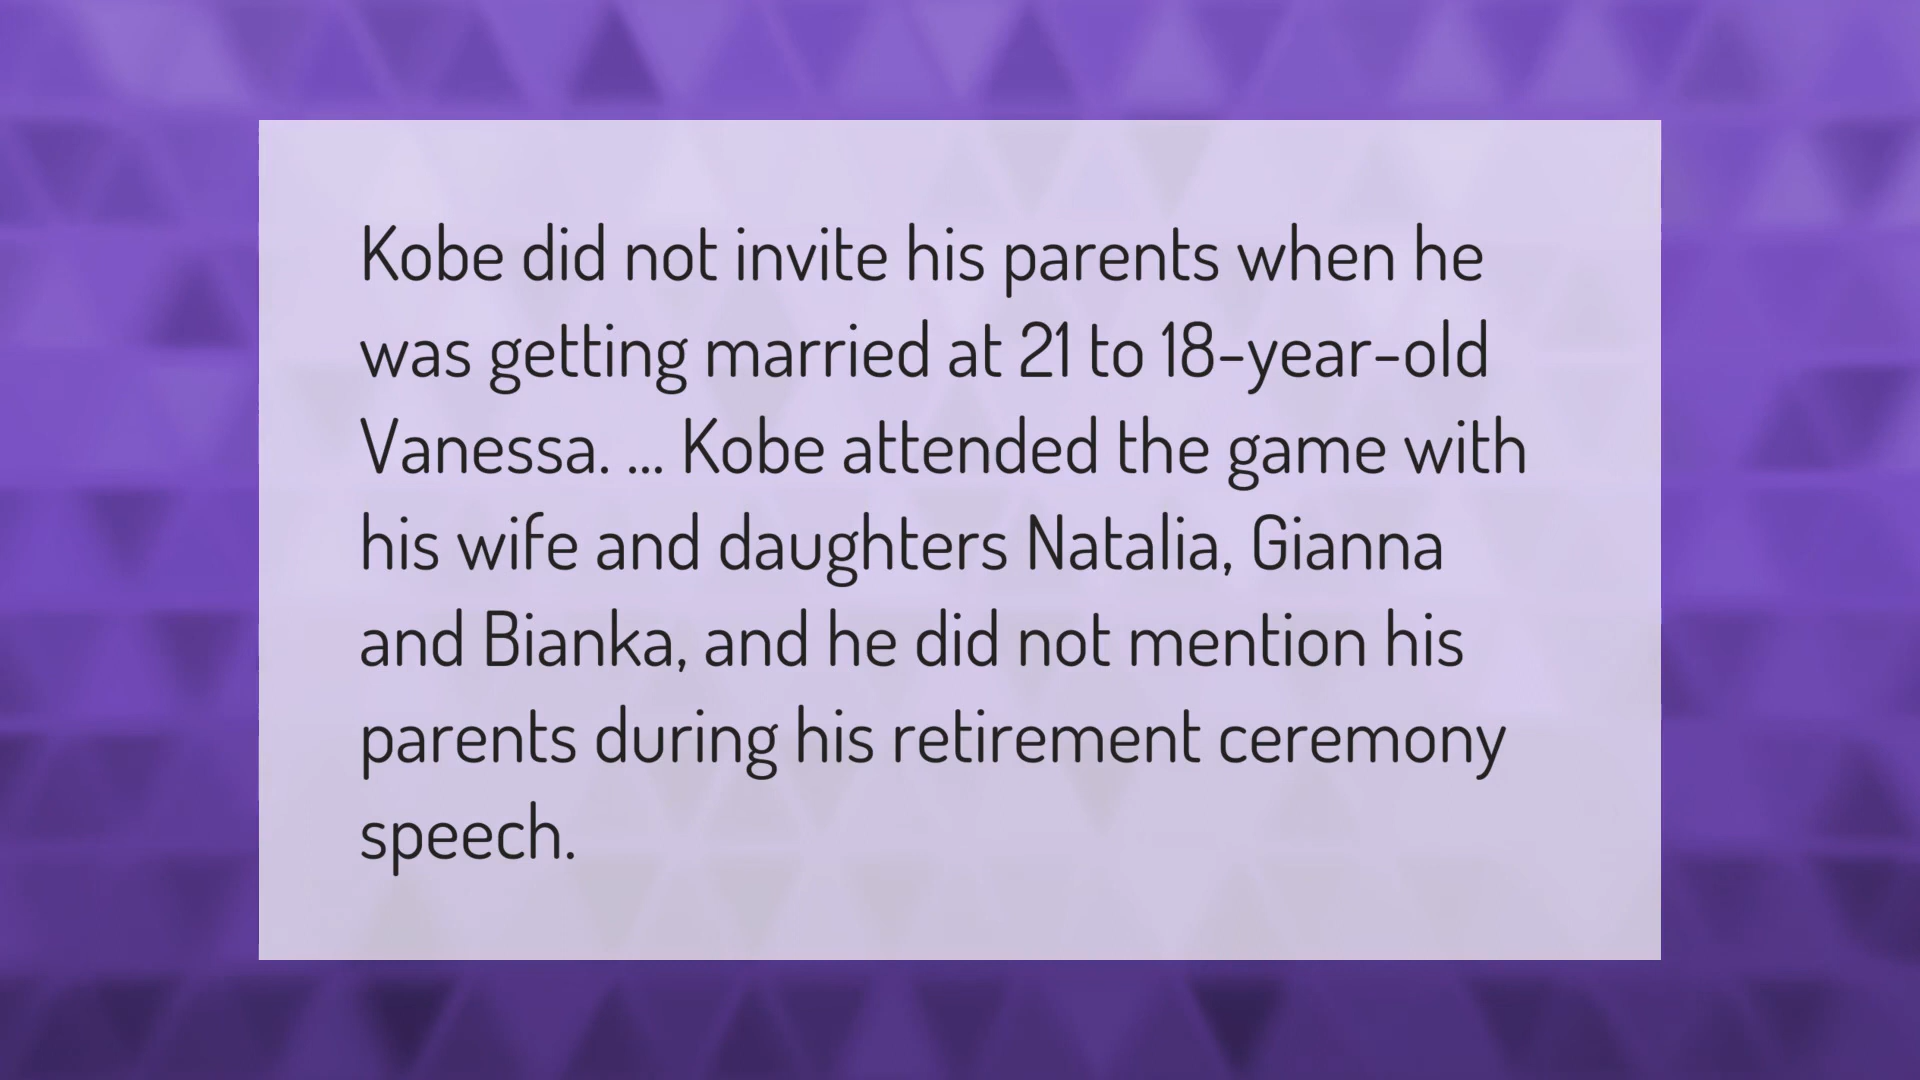 Kobe did not invite his parents when he
was getting married at 21 to 18-year-old
Vanessa. ... Kobe attended the game with
his wife and daughters Natalia, Gianna
and Bianka, and he did not mention his
parents during his retirement ceremony
speech.